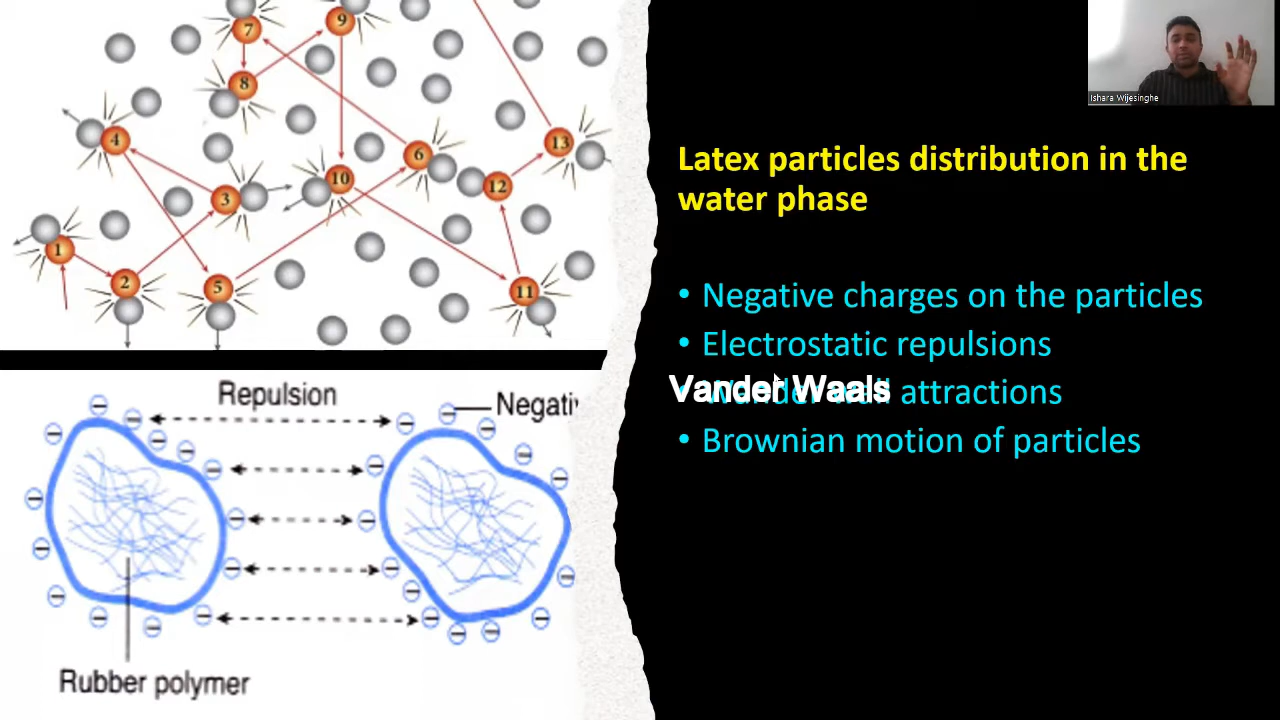 7
9
8
4
6
13
10
12
3
1
2
5
11
Ishara Wijesinghe
Latex particles distribution in the
water phase
• Negative charges on the particles
• Electrostatic repulsions
Vander Waals attractions
• Brownian motion of particles
Repulsion
Rubber polymer